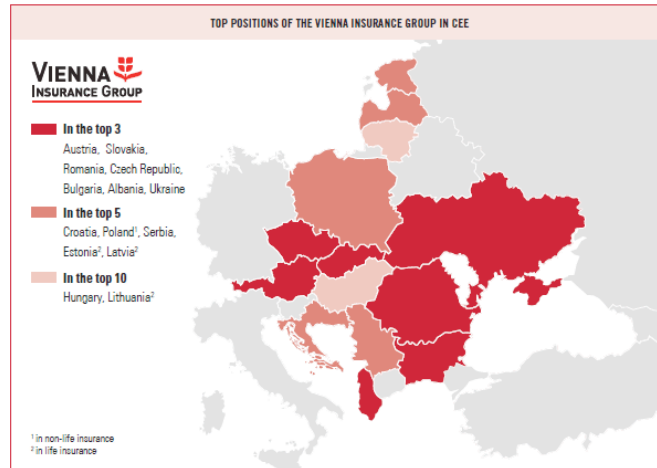 TOP POSITIONS OF THE VIENNA INSURANCE GROUP IN CEE
VIENNA
INSURANCE GROUP
In the top 3
Austria, Slovakia,
Romania, Czech Republic,
Bulgaria, Albania, Ukraine
In the top 5
Croatia, Poland¹, Serbia,
Estonia², Latvia²
In the top 10
Hungary, Lithuania²
¹ in non-life insurance
² in life insurance